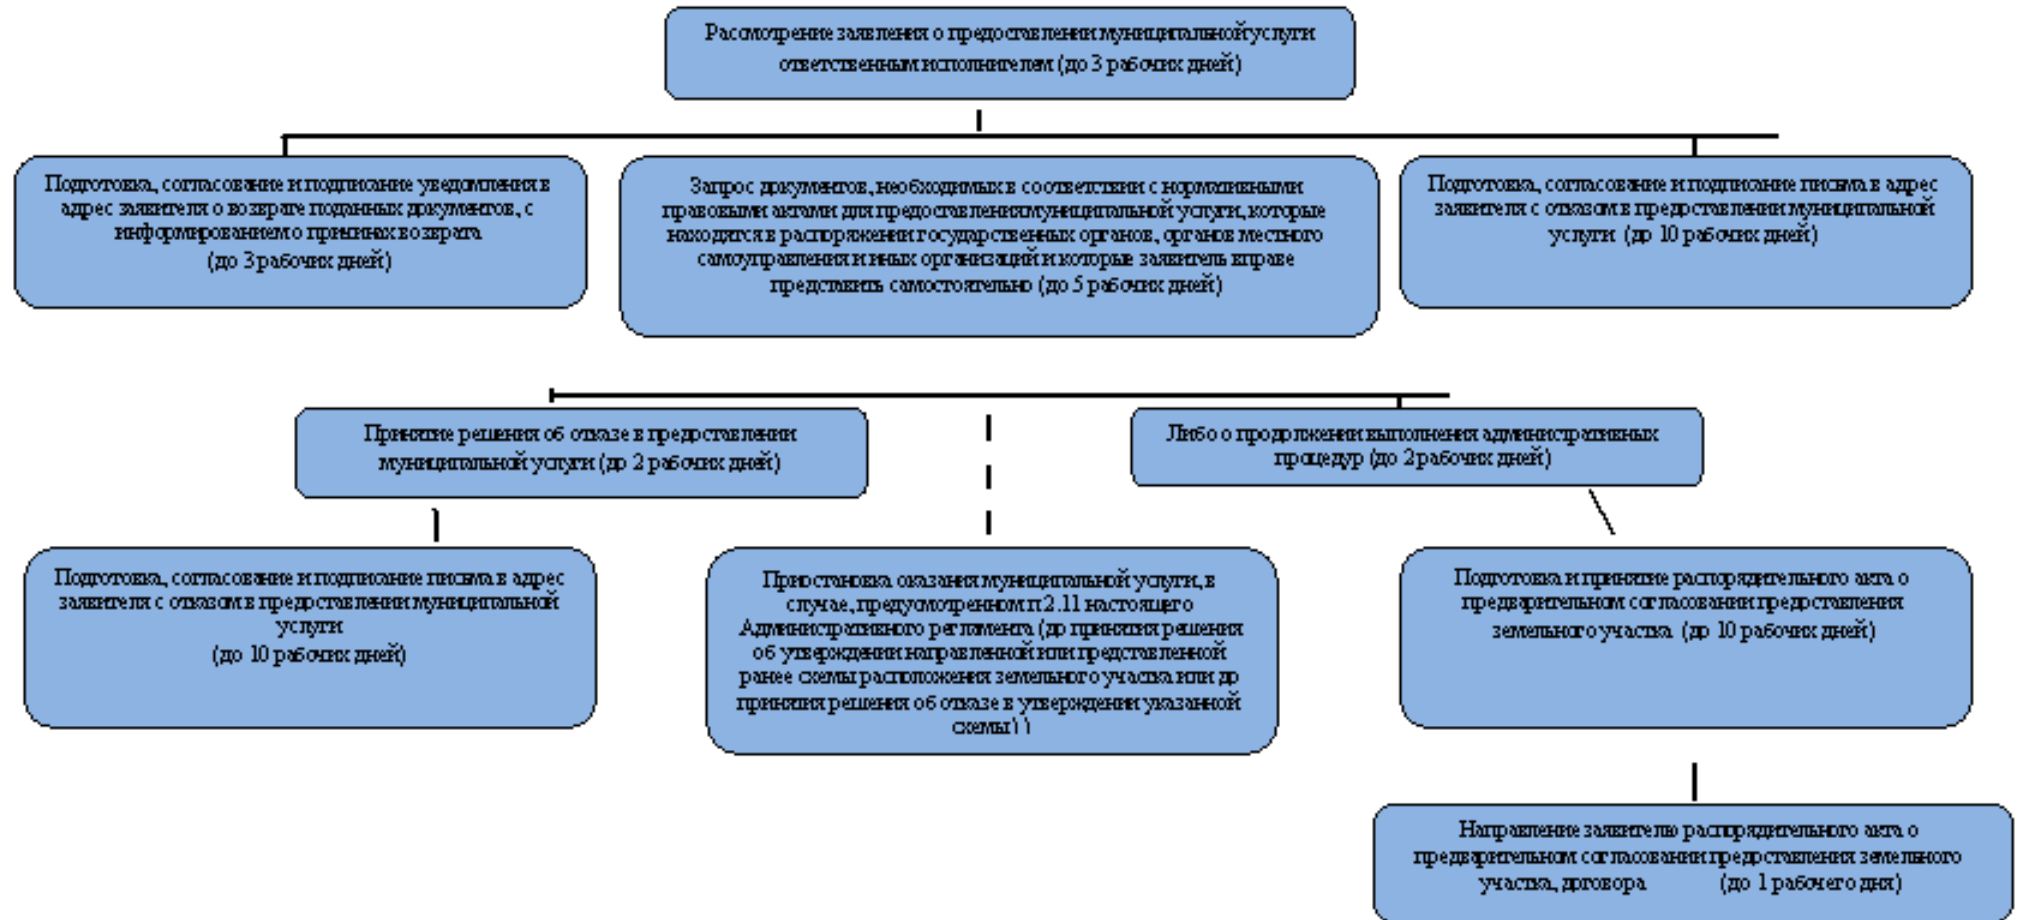 Рассмотрение заявления о предоставлении муниципальной услуги
ответственным исполнителем (до 3 рабочих дней)
Подготовка, согласование и подписание уведомления в
адрес заявителя о возврате поданных документов, с
информированием о причинах возврата
(до 3 рабочих дней)
Запрос документов, необходимых в соответствии с нормативными
правовыми актами для предоставления муниципальной услуги, которые
находятся в распоряжении государственных органов, органов местного
самоуправления и иных организаций и которые заявитель вправе
представить самостоятельно (до 5 рабочих дней)
Подготовка, согласование и подписание письма в адрес
заявителя с отказом в предоставлении муниципальной
услуги (до 10 рабочих дней)
Принятие решения об отказе в предоставлении
муниципальной услуги (до 2 рабочих дней)
Либо о продолжении выполнения административных
процедур (до 2 рабочих дней)
Подготовка, согласование и подписание письма в адрес
заявителя с отказом в предоставлении муниципальной
услуги
(до 10 рабочих дней)
Приостановка оказания муниципальной услуги, в
случае, предусмотренном п 2.11 настоящего
Административного регламента (до принятия решения
об утверждении направленной или представленной
ранее схемы расположения земельного участка или до
принятия решения об отказе в утверждении указанной
схемы) )
Подготовка и принятие распорядительного акта о
предварительном согласовании предоставления
земельного участка (до 10 рабочих дней)
Направление заявителю распорядительного акта о
предварительном согласовании предоставления земельного
участка, договора (до 1 рабочего дня)